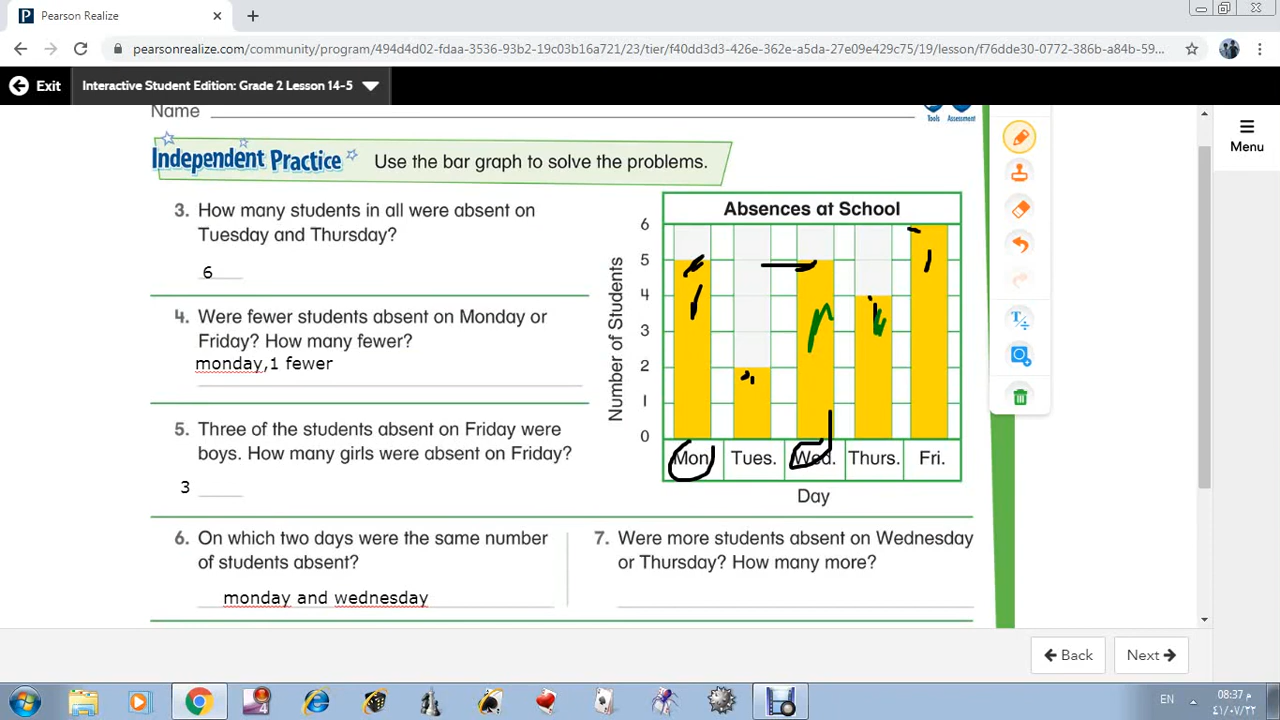 Pearson Realize
pearsonrealize.com/community/program/494d4d02-fdaa-3536-93b2-19c03b16a721/23/tier/f40dd3d3-426e-362e-a5da-27e09e429c75/19/lesson/f76dde30-0772-386b-a84b-59...
Exit
Interactive Student Edition: Grade 2 Lesson 14-5
Name
Tools Assessment
Menu
Independent Practice Use the bar graph to solve the problems.
3. How many students in all were absent on
Tuesday and Thursday?
6
4. Were fewer students absent on Monday or
Friday? How many fewer?
monday,1 fewer
5. Three of the students absent on Friday were
boys. How many girls were absent on Friday?
3
Absences at School
Number of Students
6
5
4
3
2
1
0
Mon. Tues. Wed. Thurs. Fri.
Day
6. On which two days were the same number
of students absent?
monday and wednesday
7. Were more students absent on Wednesday
or Thursday? How many more?
Back
Next
EN
08:37 م
٤١/٠٧/٢٢